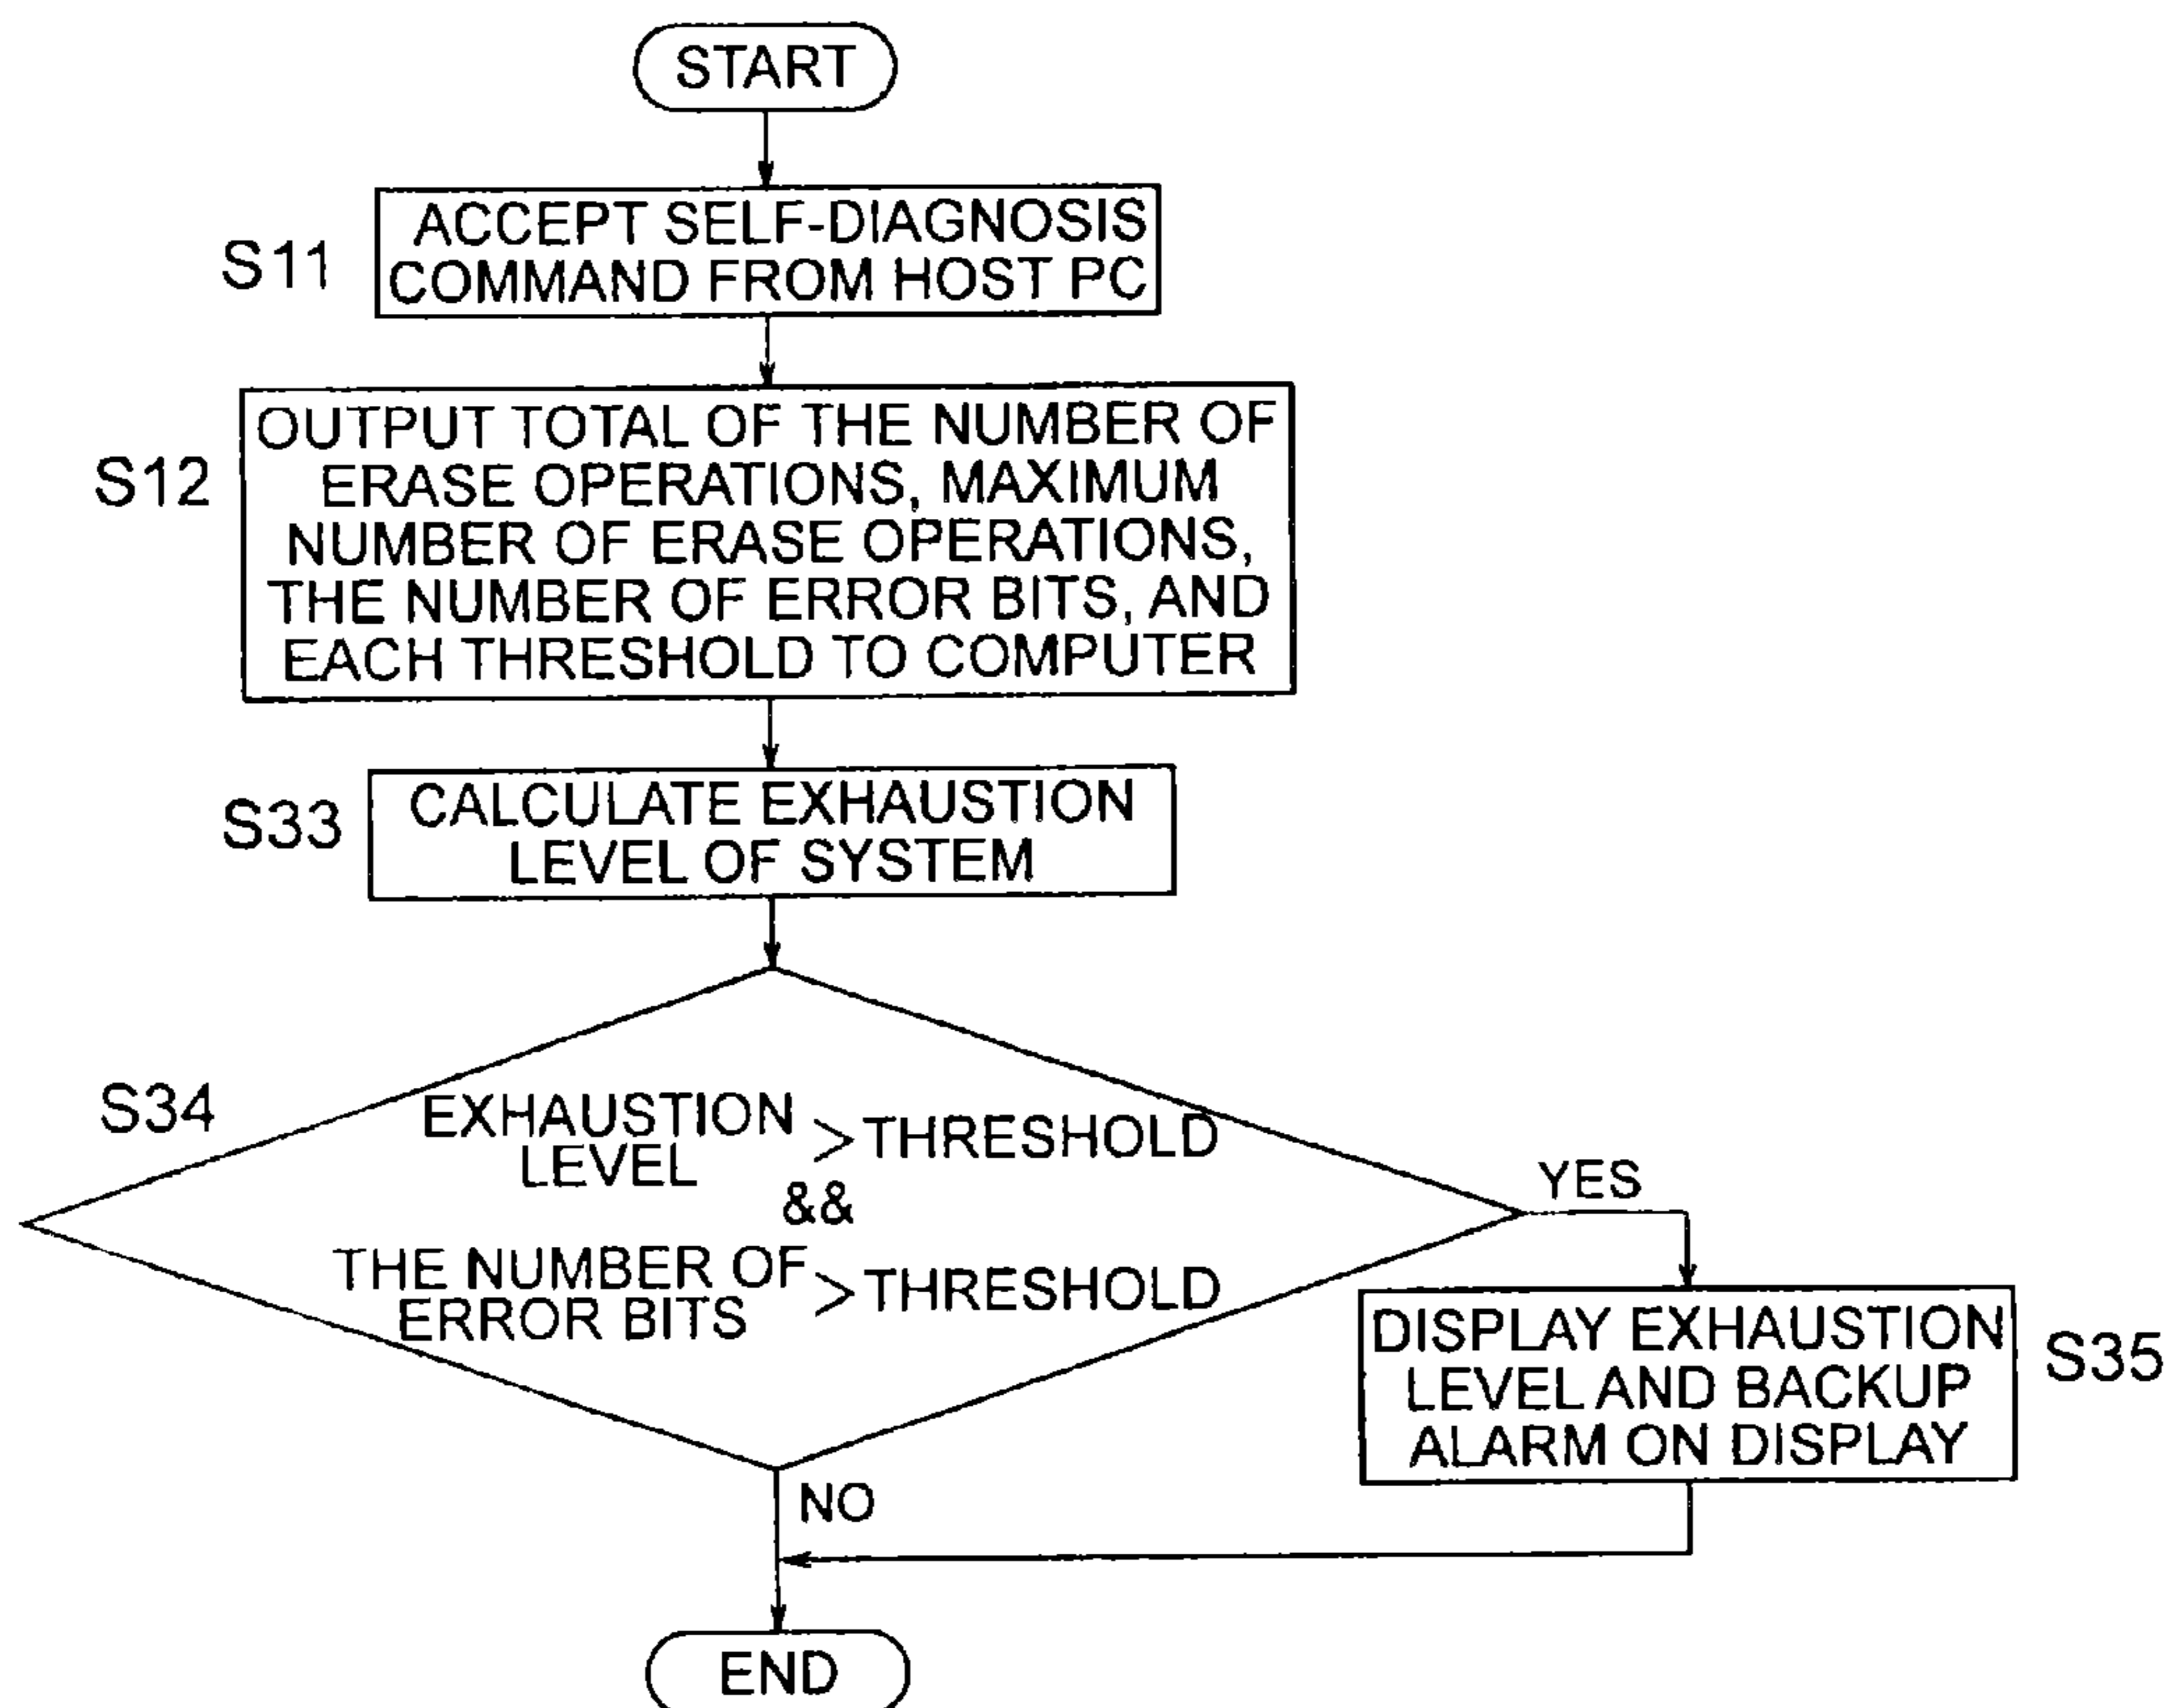 START
S11
ACCEPT SELF-DIAGNOSIS
COMMAND FROM HOST PC
S12
OUTPUT TOTAL OF THE NUMBER OF
ERASE OPERATIONS, MAXIMUM
NUMBER OF ERASE OPERATIONS,
THE NUMBER OF ERROR BITS, AND
EACH THRESHOLD TO COMPUTER
S33
CALCULATE EXHAUSTION
LEVEL OF SYSTEM
S34
EXHAUSTION
LEVEL
>THRESHOLD
&&
THE NUMBER OF
ERROR BITS
>THRESHOLD
YES
DISPLAY EXHAUSTION
LEVEL AND BACKUP
ALARM ON DISPLAY
S35
NO
END